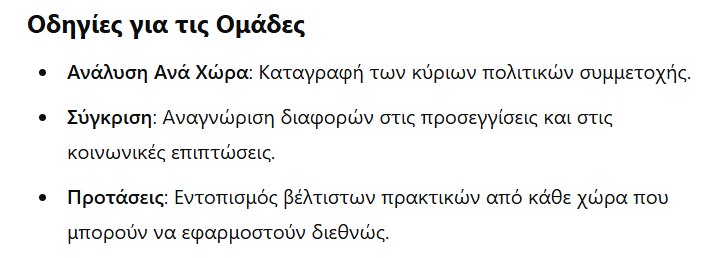 Οδηγίες για τις Ομάδες
• Ανάλυση Ανά Χώρα: Καταγραφή των κύριων πολιτικών συμμετοχής.
• Σύγκριση: Αναγνώριση διαφορών στις προσεγγίσεις και στις
κοινωνικές επιπτώσεις.
• Προτάσεις: Εντοπισμός βέλτιστων πρακτικών από κάθε χώρα που
μπορούν να εφαρμοστούν διεθνώς.